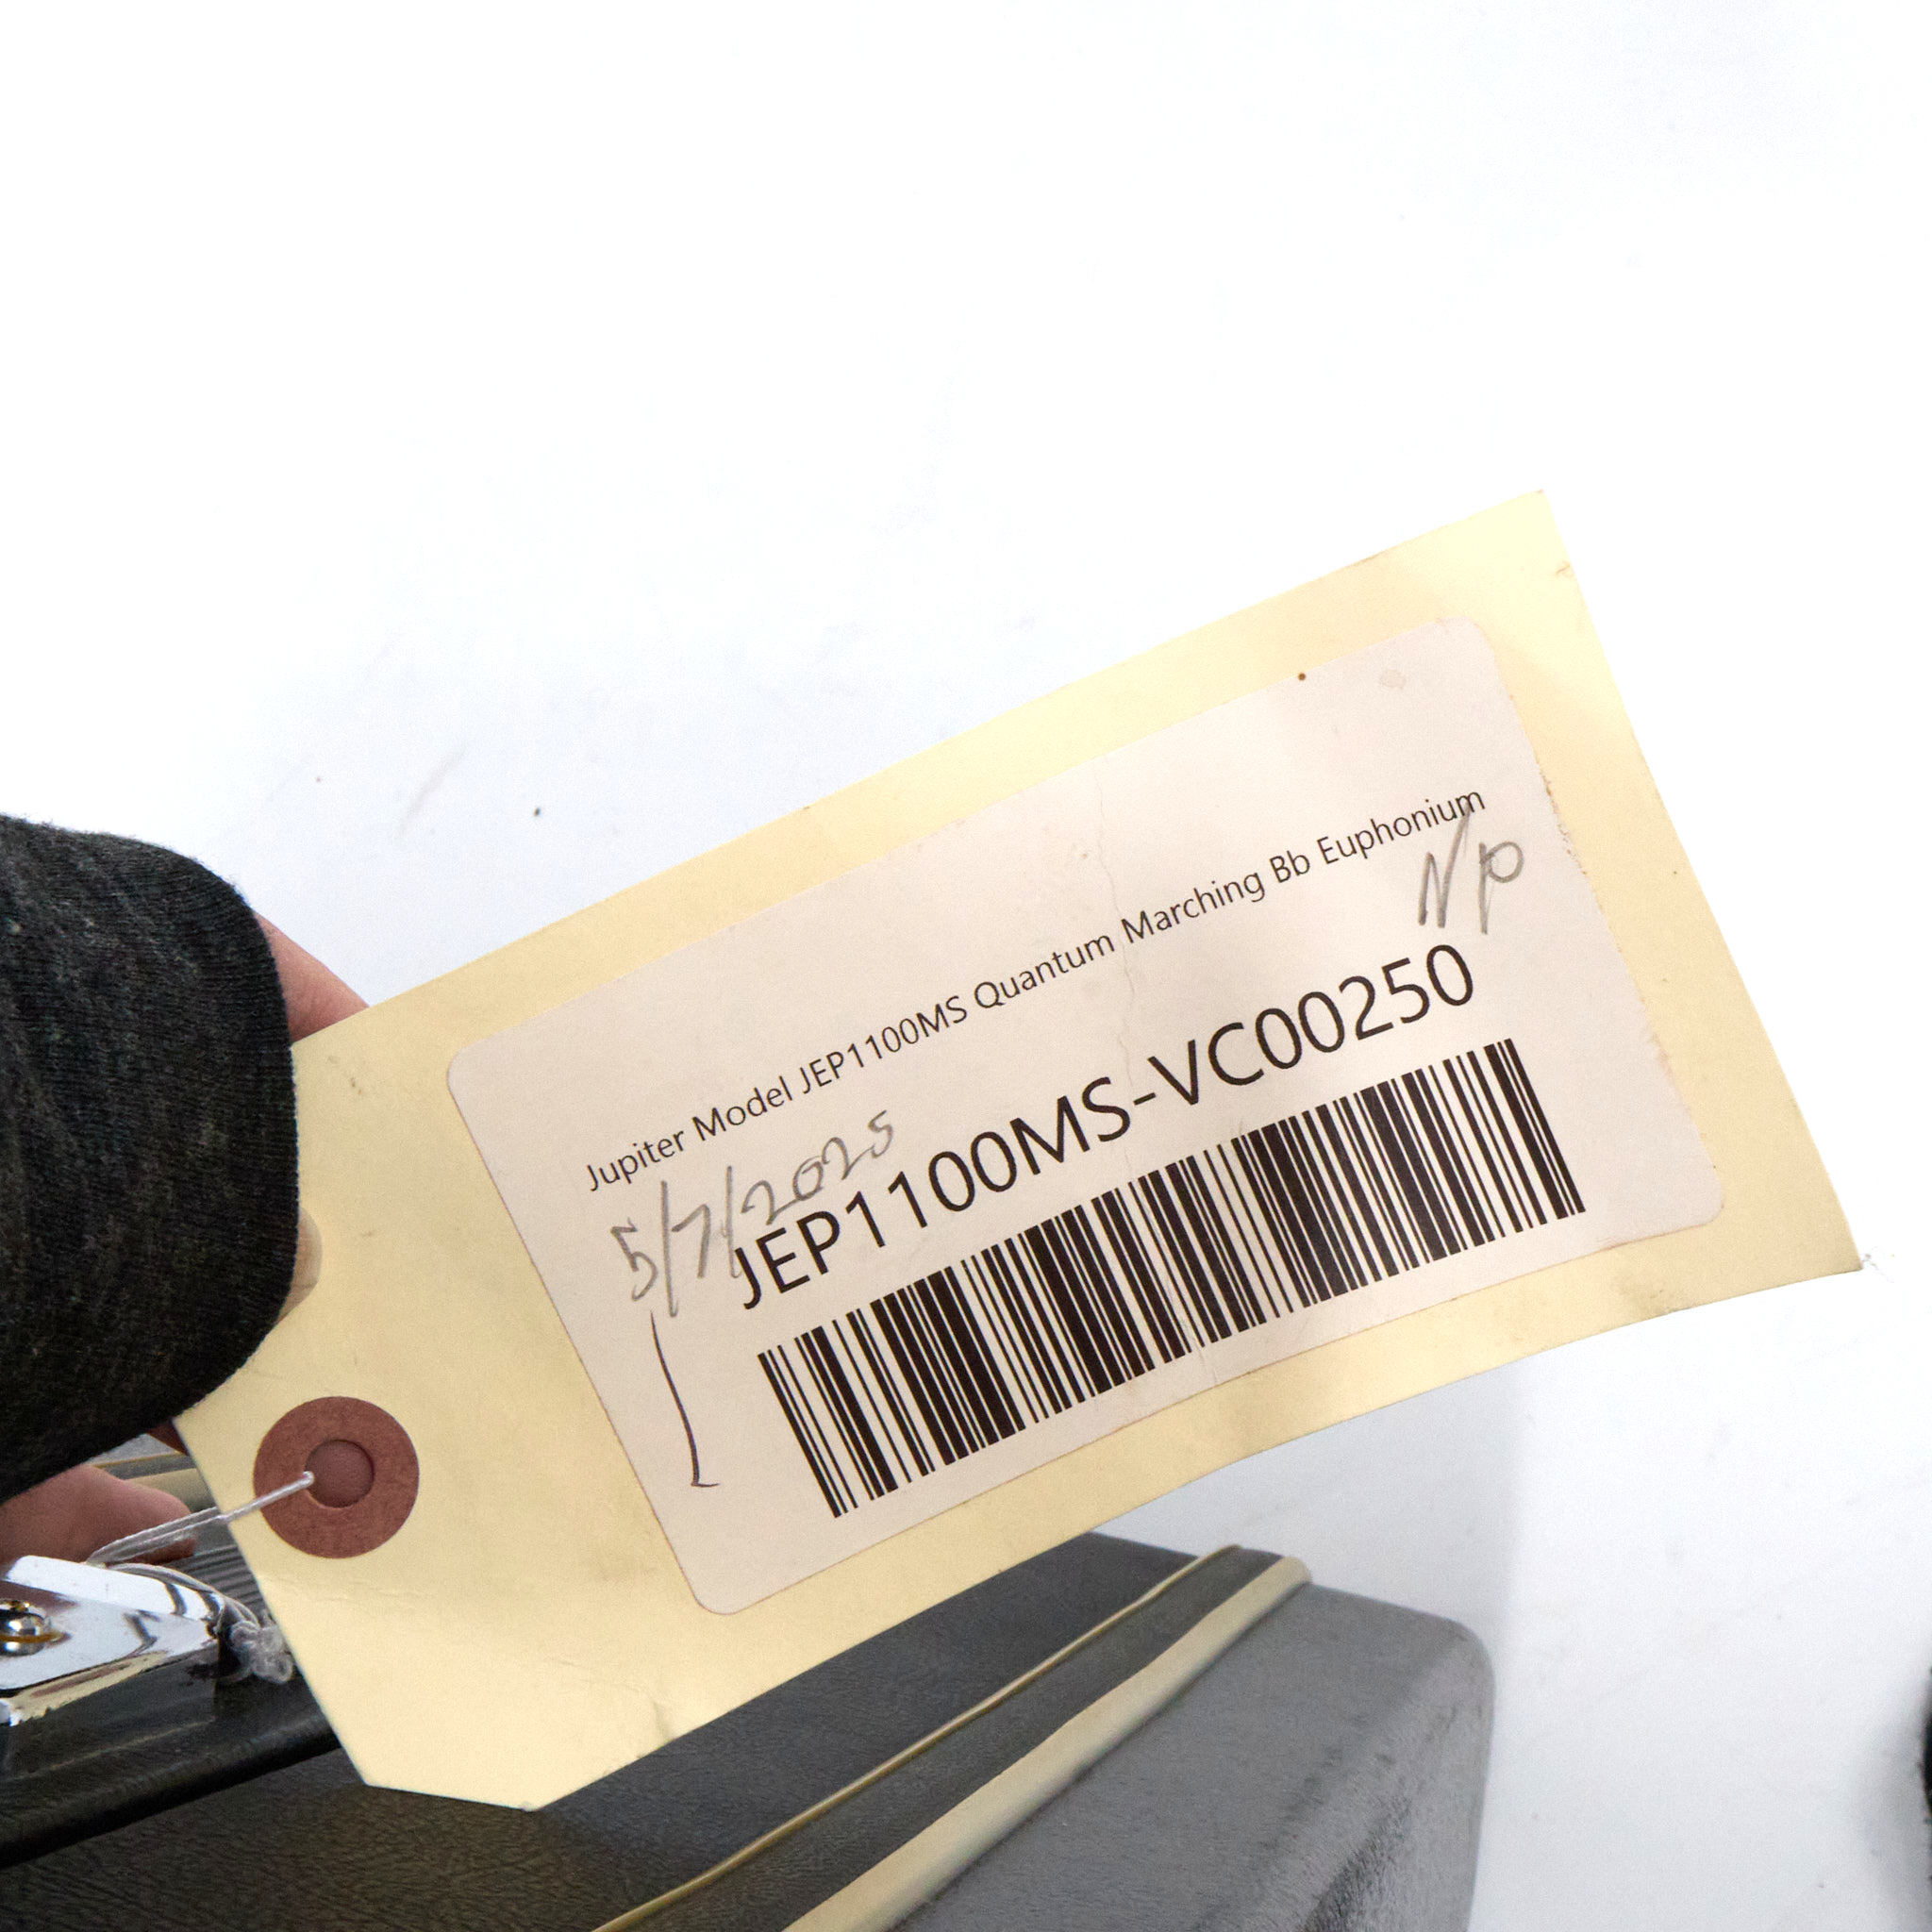 Jupiter Model JEP1100MS Quantum Marching Bb Euphonium
NP
5/7/2025
JEP1100MS-VC00250